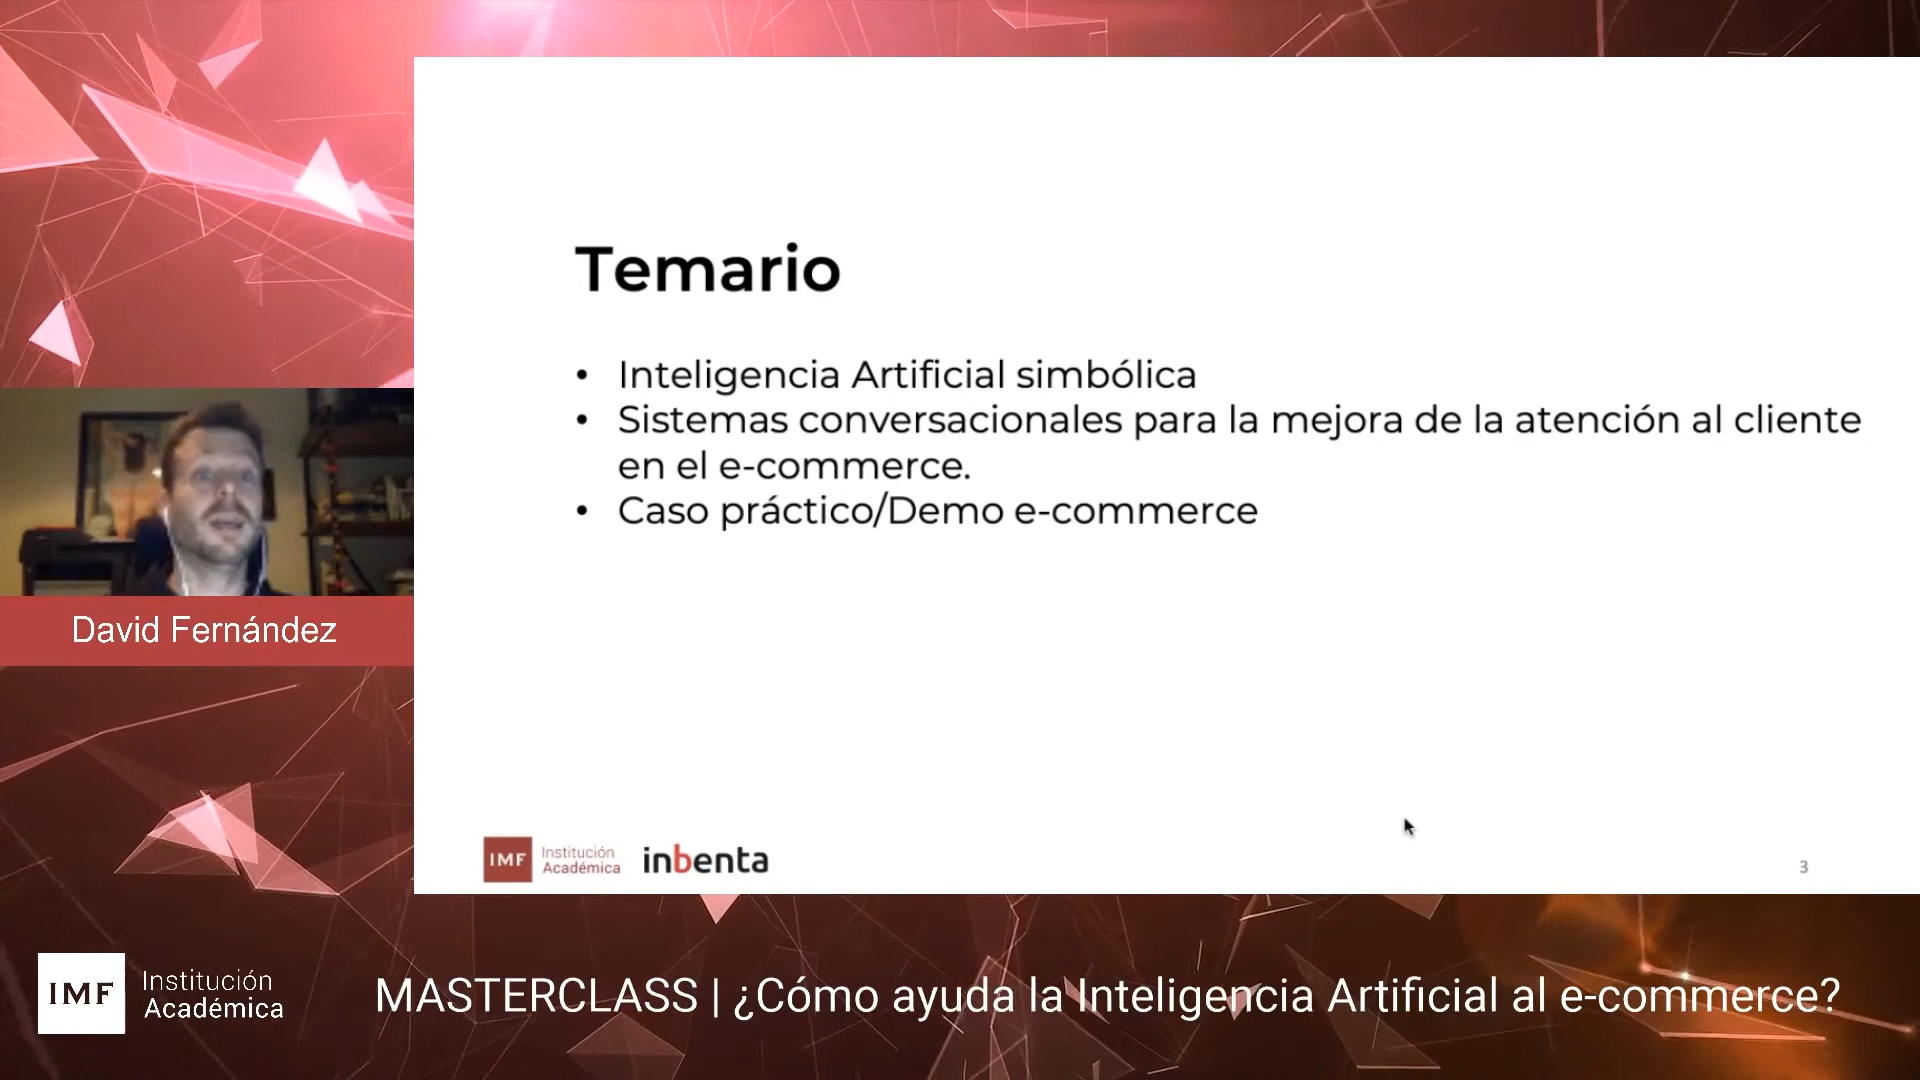 Temario
• Inteligencia Artificial simbólica
• Sistemas conversacionales para la mejora de la atención al cliente
en el e-commerce.
• Caso práctico/Demo e-commerce
David Fernández
IMF Institución
Académica
inbenta
3
IMF Institución
Académica
MASTERCLASS | ¿Cómo ayuda la Inteligencia Artificial al e-commerce?